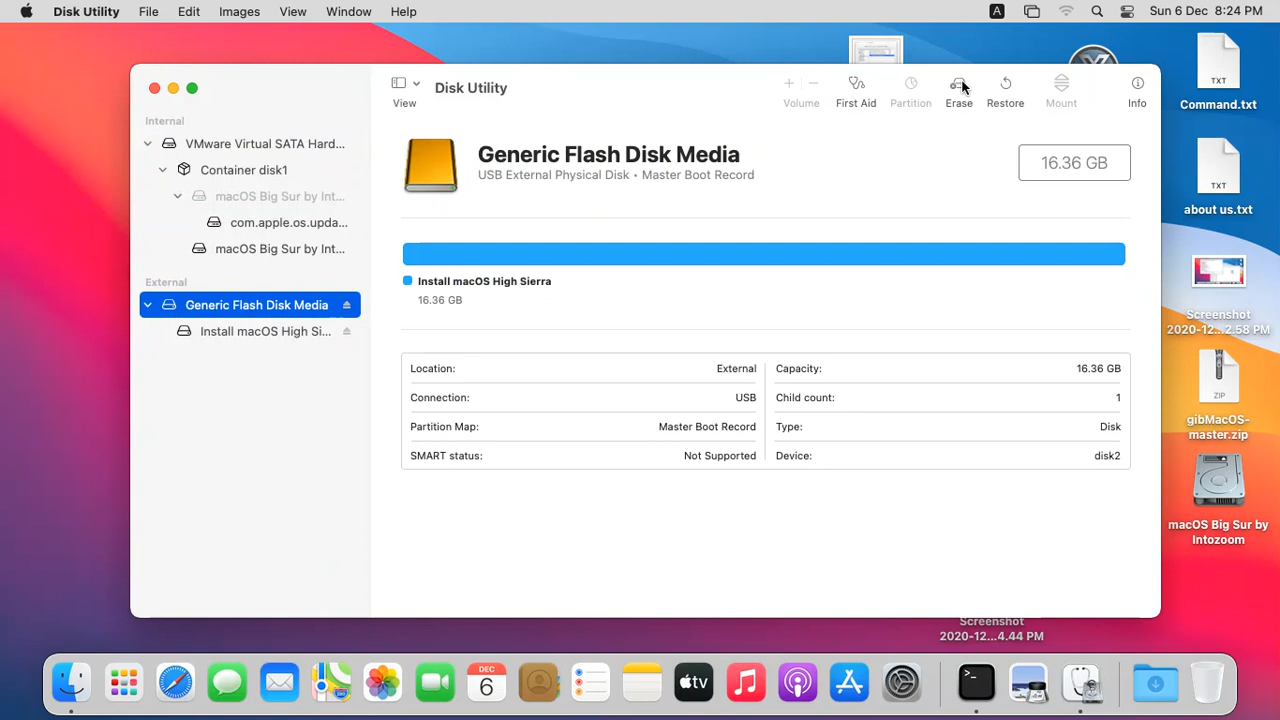 Disk Utility File Edit Images View Window Help
A
Sun 6 Dec 8:24 PM
View
Disk Utility
Volume
First Aid
Partition
Erase
Restore
Mount
Info
Internal
VMware Virtual SATA Hard...
Container disk1
macOS Big Sur by Int...
com.apple.os.upda...
macOS Big Sur by Int...
External
Generic Flash Disk Media
Install macOS High Si...
Generic Flash Disk Media
USB External Physical Disk • Master Boot Record
16.36 GB
Install macOS High Sierra
16.36 GB
Location: External
Connection: USB
Partition Map: Master Boot Record
SMART status: Not Supported
Capacity: 16.36 GB
Child count: 1
Type: Disk
Device: disk2
TXT
Command.txt
TXT
about us.txt
Screenshot
2020-12...2.58 PM
ZIP
gibMacOS-
master.zip
macOS Big Sur by
Intozoom
Screenshot
2020-12...4.44 PM
DEC
6
tv
>_